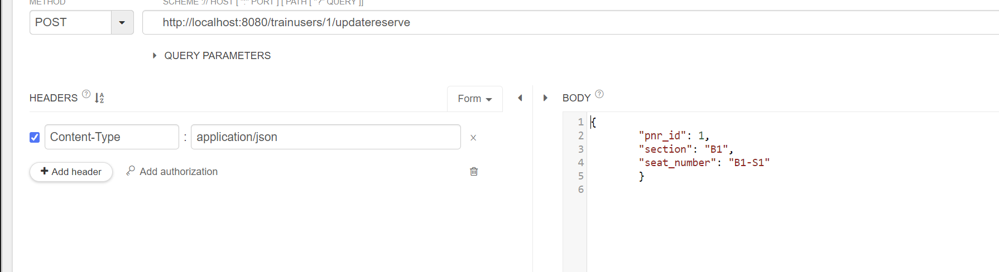 METHOD
SCHEME :// HOST [ ":" PORT ] [ PATH [ "?" QUERY ]]
POST
http://localhost:8080/trainusers/1/updatereserve
QUERY PARAMETERS
HEADERS ? A Z
Form
BODY ?
Content-Type : application/json x
+ Add header
Add authorization
1 {
2 "pnr_id": 1,
3 "section": "B1",
4 "seat_number": "B1-S1"
5 }
6